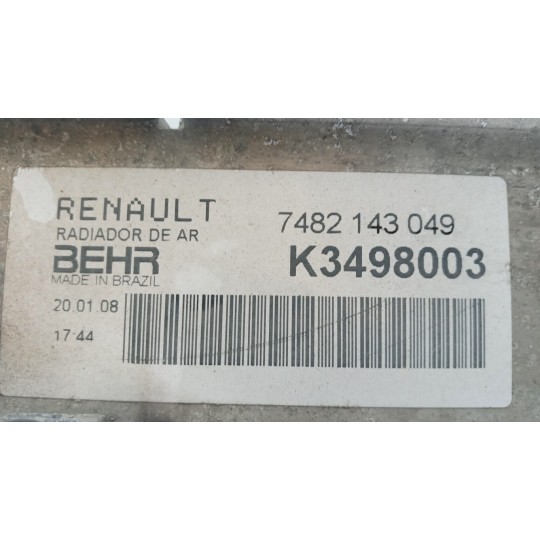 RENAULT 7482 143 049
RADIADOR DE AR
BEHR K3498003
MADE IN BRAZIL
20.01.08
17:44